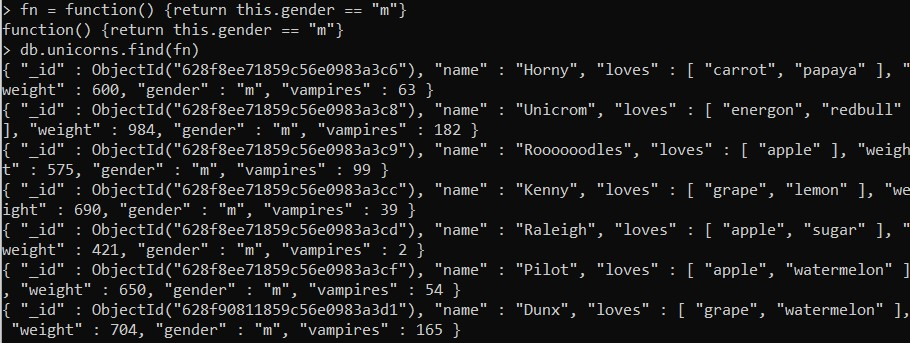 > fn = function() {return this.gender == "m"}
function() {return this.gender == "m"}
> db.unicorns.find(fn)
{ "_id" : ObjectId("628f8ee71859c56e0983a3c6"), "name" : "Horny", "loves" : [ "carrot", "papaya" ], "
weight" : 600, "gender" : "m", "vampires" : 63 }
{ "_id" : ObjectId("628f8ee71859c56e0983a3c8"), "name" : "Unicrom", "loves" : [ "energon", "redbull"
], "weight" : 984, "gender" : "m", "vampires" : 182 }
{ "_id" : ObjectId("628f8ee71859c56e0983a3c9"), "name" : "Roooooodles", "loves" : [ "apple" ], "weigh
t" : 575, "gender" : "m", "vampires" : 99 }
{ "_id" : ObjectId("628f8ee71859c56e0983a3cc"), "name" : "Kenny", "loves" : [ "grape", "lemon" ], "we
ight" : 690, "gender" : "m", "vampires" : 39 }
{ "_id" : ObjectId("628f8ee71859c56e0983a3cd"), "name" : "Raleigh", "loves" : [ "apple", "sugar" ], "
weight" : 421, "gender" : "m", "vampires" : 2 }
{ "_id" : ObjectId("628f8ee71859c56e0983a3cf"), "name" : "Pilot", "loves" : [ "apple", "watermelon" ]
, "weight" : 650, "gender" : "m", "vampires" : 54 }
{ "_id" : ObjectId("628f90811859c56e0983a3d1"), "name" : "Dunx", "loves" : [ "grape", "watermelon" ],
"weight" : 704, "gender" : "m", "vampires" : 165 }